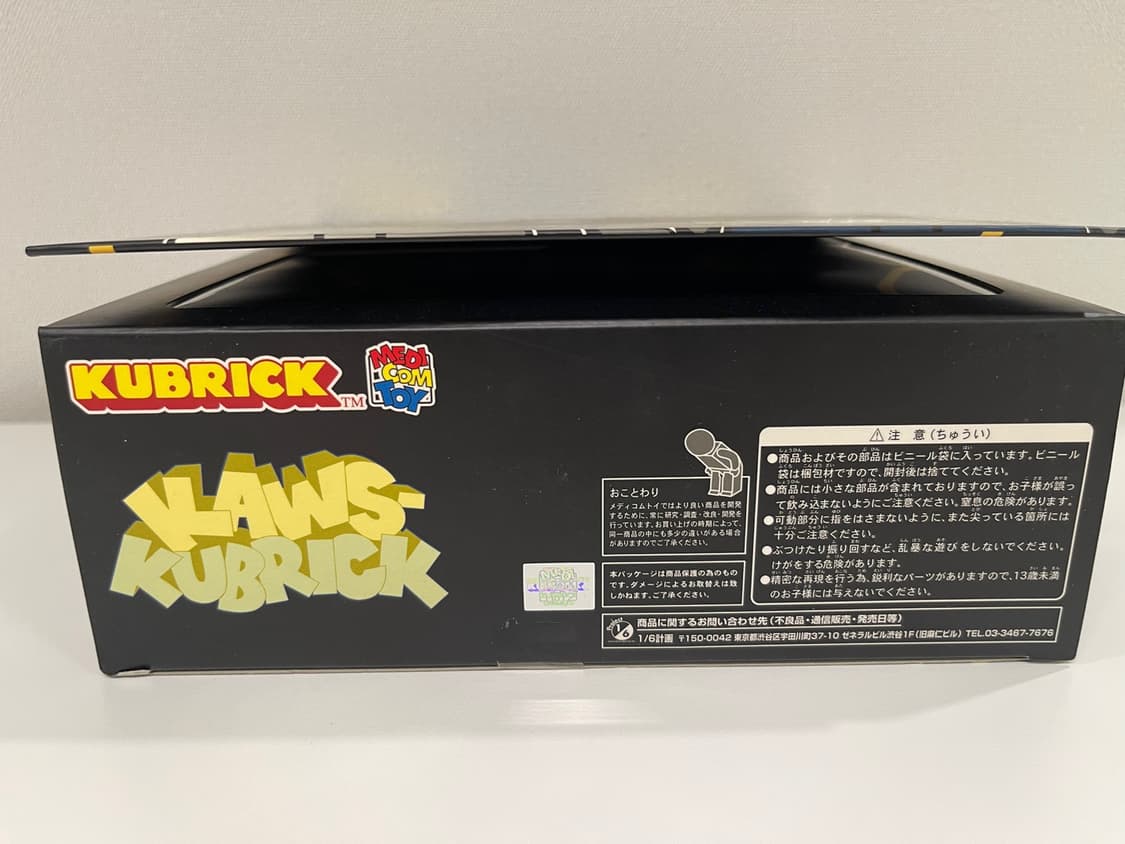 KUBRICK TM
MEDI
COM
TOY
KAWS-
KUBRICK
おことわり
メディコムトイではより良い商品を開発
するために、常に研究・調査・改良・開発を
行っています。お買い上げの時期によって、
同一商品の中にも多少の違いがある場合
がありますのでご了承ください。
本パッケージは商品保護の為のもの
です。ダメージによるお取替えは致
しかねます。ご了承ください。
⚠注 意(ちゅうい)
●商品およびその部品はビニール袋に入っています。ビニール
袋は梱包材ですので、開封後は捨ててください。
●商品には小さな部品が含まれておりますので、お子様が誤っ
て飲み込まないようにご注意ください。窒息の危険があります。
●可動部分に指をはさまないように、また尖っている箇所には
十分ご注意ください。
●ぶつけたり振り回すなど、乱暴な遊びをしないでください。
けがをする危険があります。
●精密な再現を行う為、鋭利なパーツがありますので、13歳未満
のお子様には与えないでください。
Project 1/6
商品に関するお問い合わせ先(不良品・通信販売・発売日等)
1/6計画 〒150-0042 東京都渋谷区宇田川町37-10 ゼネラルビル渋谷1F(旧麻仁ビル) TEL.03-3467-7676